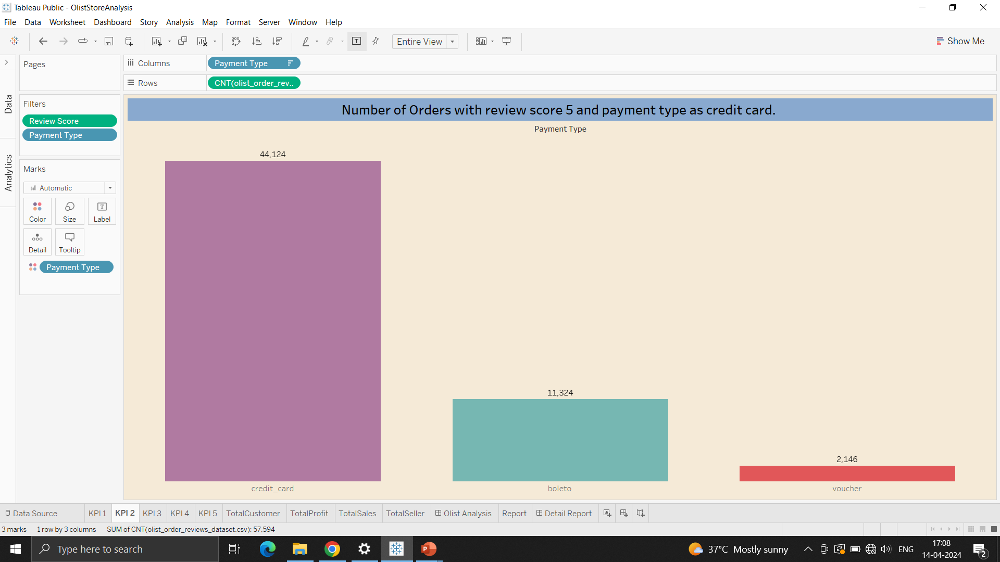 Tableau Public - OlistStoreAnalysis
File Data Worksheet Dashboard Story Analysis Map Format Server Window Help
Entire View
Show Me
Pages
Columns
Payment Type
Rows
CNT(olist_order_rev..
Data
Analytics
Filters
Review Score
Payment Type
Marks
Automatic
Color Size Label
Detail Tooltip
Payment Type
Number of Orders with review score 5 and payment type as credit card.
Payment Type
44,124
11,324
2,146
credit_card boleto voucher
Data Source KPI 1 KPI 2 KPI 3 KPI 4 KPI 5 TotalCustomer TotalProfit TotalSales TotalSeller Olist Analysis Report Detail Report
3 marks 1 row by 3 columns SUM of CNT(olist_order_reviews_dataset.csv): 57,594
Type here to search
37°C Mostly sunny
ENG
17:08
14-04-2024
2